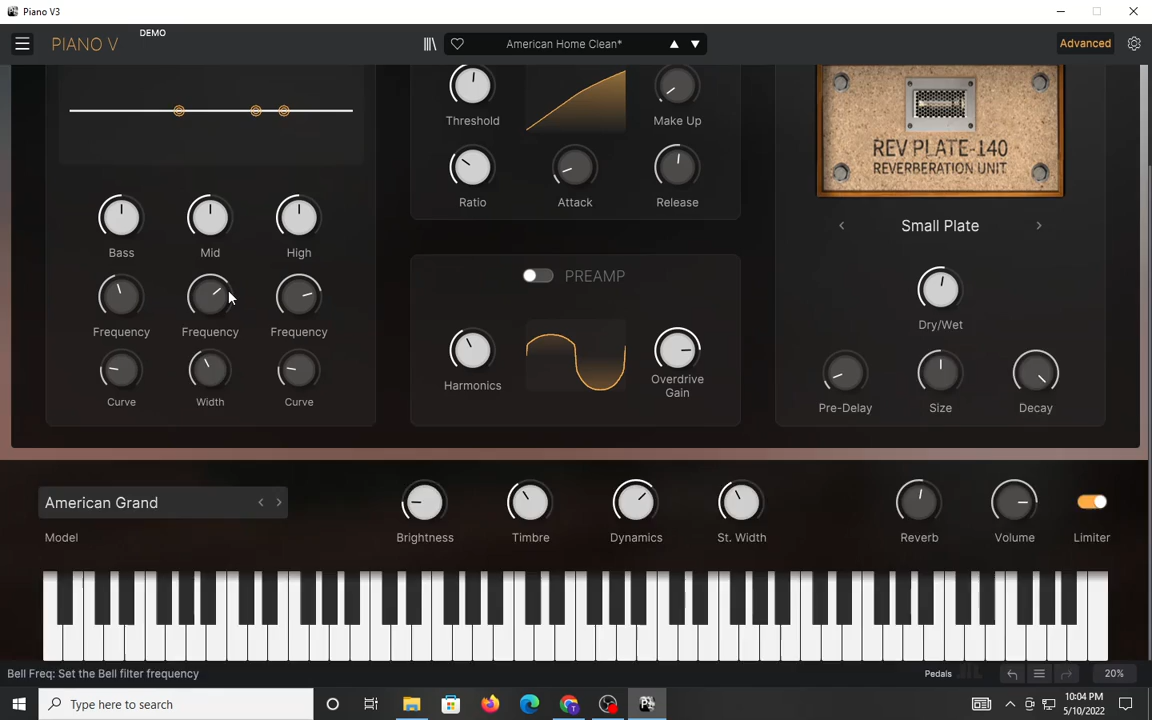 Piano V3
PIANO V
DEMO
American Home Clean*
Advanced
Threshold
Make Up
Ratio
Attack
Release
REV PLATE-140
REVERBERATION UNIT
Small Plate
Bass
Mid
High
PREAMP
Dry/Wet
Frequency
Frequency
Frequency
Harmonics
Overdrive
Gain
Curve
Width
Curve
Pre-Delay
Size
Decay
American Grand
Model
Brightness
Timbre
Dynamics
St. Width
Reverb
Volume
Limiter
Bell Freq: Set the Bell filter frequency
Pedals
20%
Type here to search
10:04 PM
5/10/2022